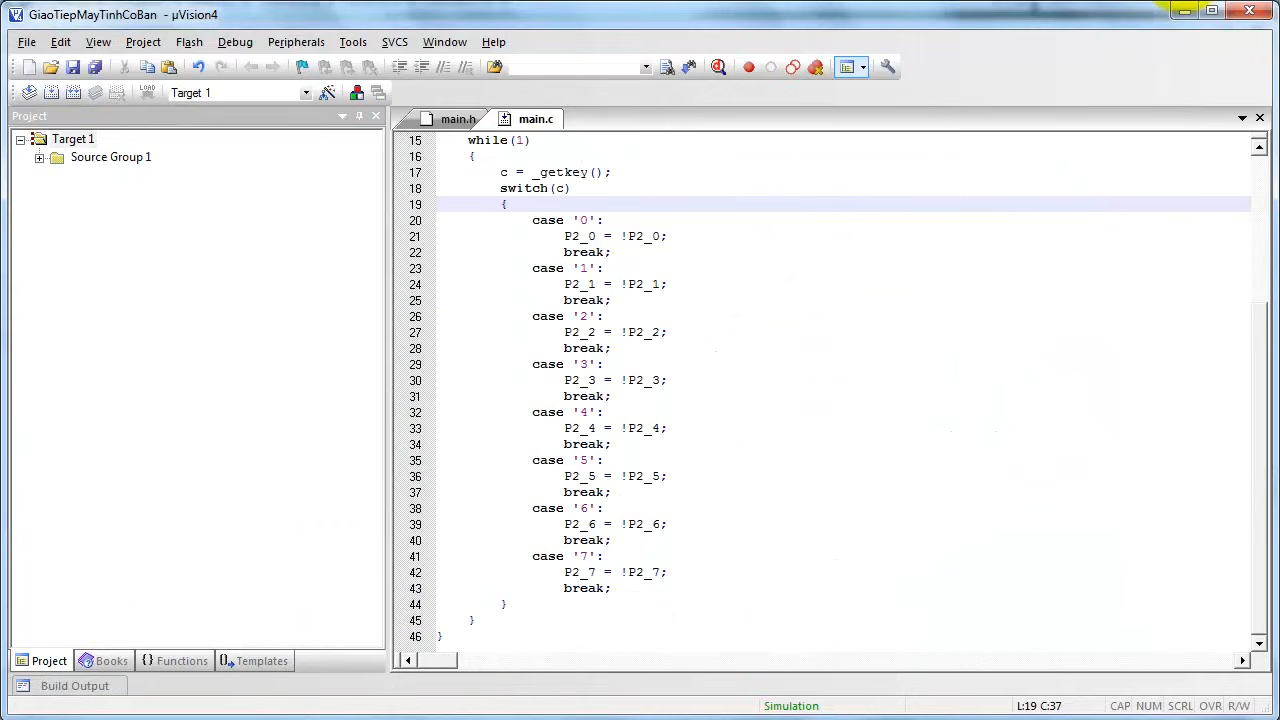 GiaoTiepMayTinhCoBan - µVision4
File Edit View Project Flash Debug Peripherals Tools SVCS Window Help
LOAD Target 1
Project
main.h main.c
Target 1
Source Group 1
15 while(1)
16 {
17 c = _getkey();
18 switch(c)
19 {
20 case '0':
21 P2_0 = !P2_0;
22 break;
23 case '1':
24 P2_1 = !P2_1;
25 break;
26 case '2':
27 P2_2 = !P2_2;
28 break;
29 case '3':
30 P2_3 = !P2_3;
31 break;
32 case '4':
33 P2_4 = !P2_4;
34 break;
35 case '5':
36 P2_5 = !P2_5;
37 break;
38 case '6':
39 P2_6 = !P2_6;
40 break;
41 case '7':
42 P2_7 = !P2_7;
43 break;
44 }
45 }
46 }
Project Books {} Functions Templates
Build Output
Simulation L:19 C:37 CAP NUM SCRL OVR R/W